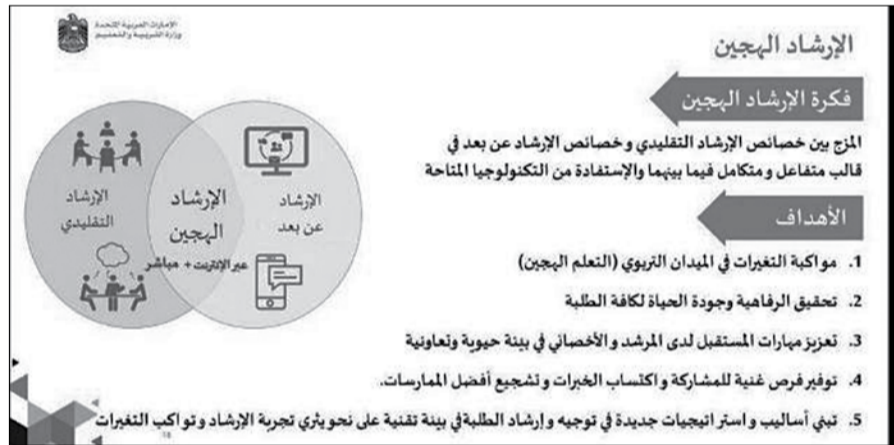 الإمارات العربية المتحدة
وزارة التربية والتعليم
الإرشاد الهجين
فكرة الإرشاد الهجين
المزج بين خصائص الإرشاد التقليدي وخصائص الإرشاد عن بعد في
قالب متفاعل ومتكامل فيما بينهما والإستفادة من التكنولوجيا المتاحة
الأهداف
1. مواكبة التغيرات في الميدان التربوي (التعلم الهجين)
2. تحقيق الرفاهية وجودة الحياة لكافة الطلبة
3. تعزيز مهارات المستقبل لدى المرشد والأخصائي في بيئة حيوية وتعاونية
4. توفير فرص غنية للمشاركة واكتساب الخبرات وتشجيع أفضل الممارسات.
5. تبني أساليب واستراتيجيات جديدة في توجيه وإرشاد الطلبة في بيئة تقنية على نحو يثري تجربة الإرشاد وتواكب التغيرات
الإرشاد
عن بعد
الإرشاد
الهجين
عبر الإنترنت + مباشر
الإرشاد
التقليدي